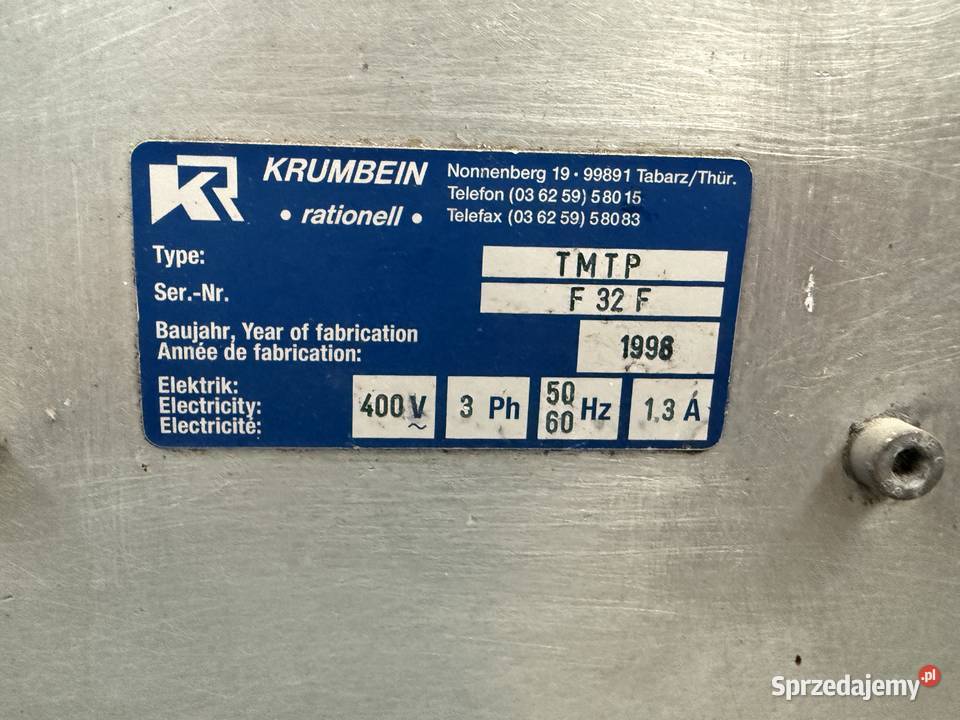 KR
KRUMBEIN
• rationell •
Nonnenberg 19 · 99891 Tabarz/Thür.
Telefon (03 62 59) 5 80 15
Telefax (03 62 59) 5 80 83
Type: TMTP
Ser.-Nr. F 32 F
Baujahr, Year of fabrication
Année de fabrication: 1998
Elektrik:
Electricity:
Electricité:
400 V ~ 3 Ph 50 60 Hz 1,3 A
Sprzedajemy.pl